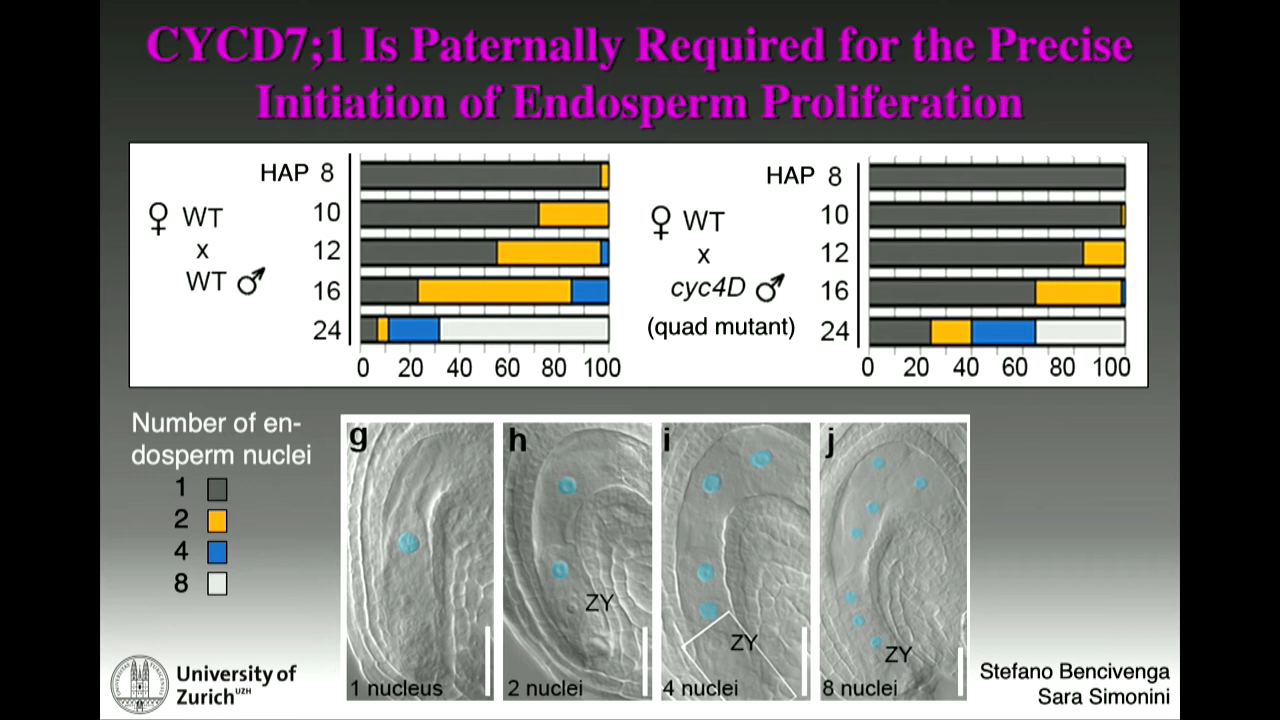 CYCD7;1 Is Paternally Required for the Precise
Initiation of Endosperm Proliferation
HAP 8
10
12
16
24
♀ WT
x
WT ♂
0 20 40 60 80 100
HAP 8
10
12
16
24
♀ WT
x
cyc4D ♂
(quad mutant)
0 20 40 60 80 100
Number of en-
dosperm nuclei
1
2
4
8
g
1 nucleus
h
ZY
2 nuclei
i
ZY
4 nuclei
j
ZY
8 nuclei
University of
Zurich UZH
Stefano Bencivenga
Sara Simonini